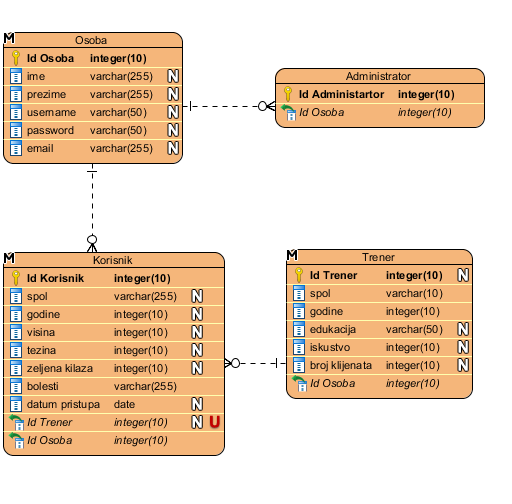 M
Osoba
Id Osoba integer(10)
ime varchar(255) N
prezime varchar(255) N
username varchar(50) N
password varchar(50) N
email varchar(255) N
Administrator
Id Administartor integer(10)
Id Osoba integer(10)
M
Korisnik
Id Korisnik integer(10)
spol varchar(255) N
godine integer(10) N
visina integer(10) N
tezina integer(10) N
zeljena kilaza integer(10) N
bolesti varchar(255)
datum pristupa date N
Id Trener integer(10) N U
Id Osoba integer(10)
M
Trener
Id Trener integer(10) N
spol varchar(10)
godine integer(10)
edukacija varchar(50) N
iskustvo integer(10) N
broj klijenata integer(10) N
Id Osoba integer(10)